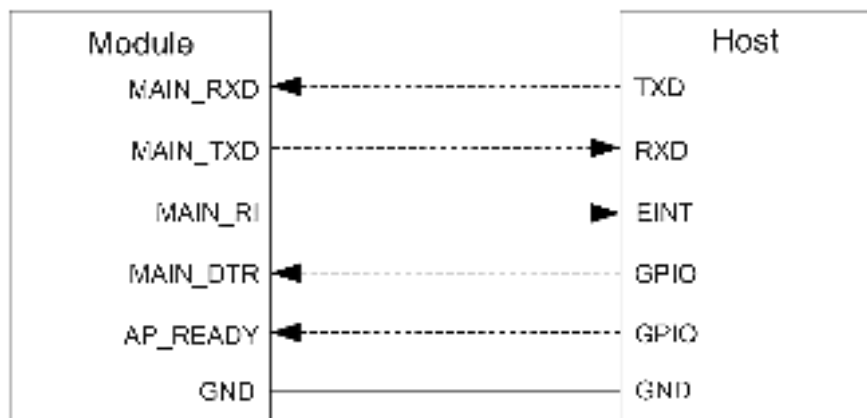 Module Host
MAIN_RXD TXD
MAIN_TXD RXD
MAIN_RI EINT
MAIN_DTR GPIO
AP_READY GPIO
GND GND